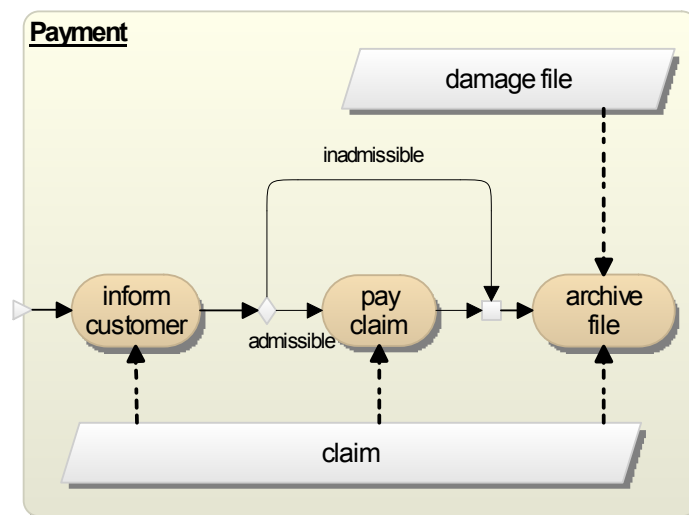 Payment
damage file
inadmissible
inform
customer
admissible
pay
claim
archive
file
claim